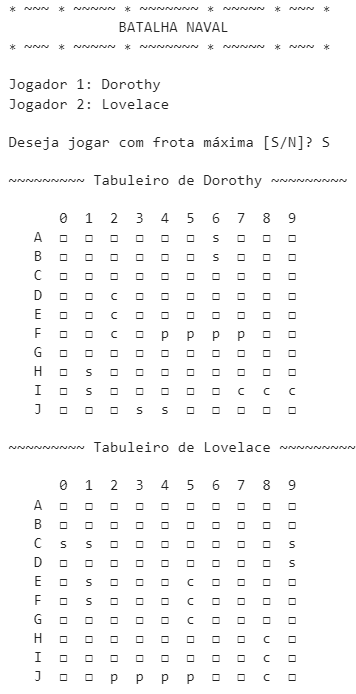 * ~~~ * ~~~~~ * ~~~~~~~ * ~~~~~ * ~~~ *
BATALHA NAVAL
* ~~~ * ~~~~~ * ~~~~~~~ * ~~~~~ * ~~~ *
Jogador 1: Dorothy
Jogador 2: Lovelace
Deseja jogar com frota máxima [S/N]? S
~~~~~~~~~ Tabuleiro de Dorothy ~~~~~~~~~
0 1 2 3 4 5 6 7 8 9
A □ □ □ □ □ □ s □ □ □
B □ □ □ □ □ □ s □ □ □
C □ □ □ □ □ □ □ □ □ □
D □ □ c □ □ □ □ □ □ □
E □ □ c □ □ □ □ □ □ □
F □ □ c □ p p p p □ □
G □ □ □ □ □ □ □ □ □ □
H □ s □ □ □ □ □ □ □ □
I □ s □ □ □ □ □ c c c
J □ □ □ s s □ □ □ □ □
~~~~~~~~~ Tabuleiro de Lovelace ~~~~~~~~~
0 1 2 3 4 5 6 7 8 9
A □ □ □ □ □ □ □ □ □ □
B □ □ □ □ □ □ □ □ □ □
C s s □ □ □ □ □ □ □ s
D □ □ □ □ □ □ □ □ □ s
E □ s □ □ □ c □ □ □ □
F □ s □ □ □ c □ □ □ □
G □ □ □ □ □ c □ □ □ □
H □ □ □ □ □ □ □ □ c □
I □ □ □ □ □ □ □ □ c □
J □ □ p p p p □ □ c □